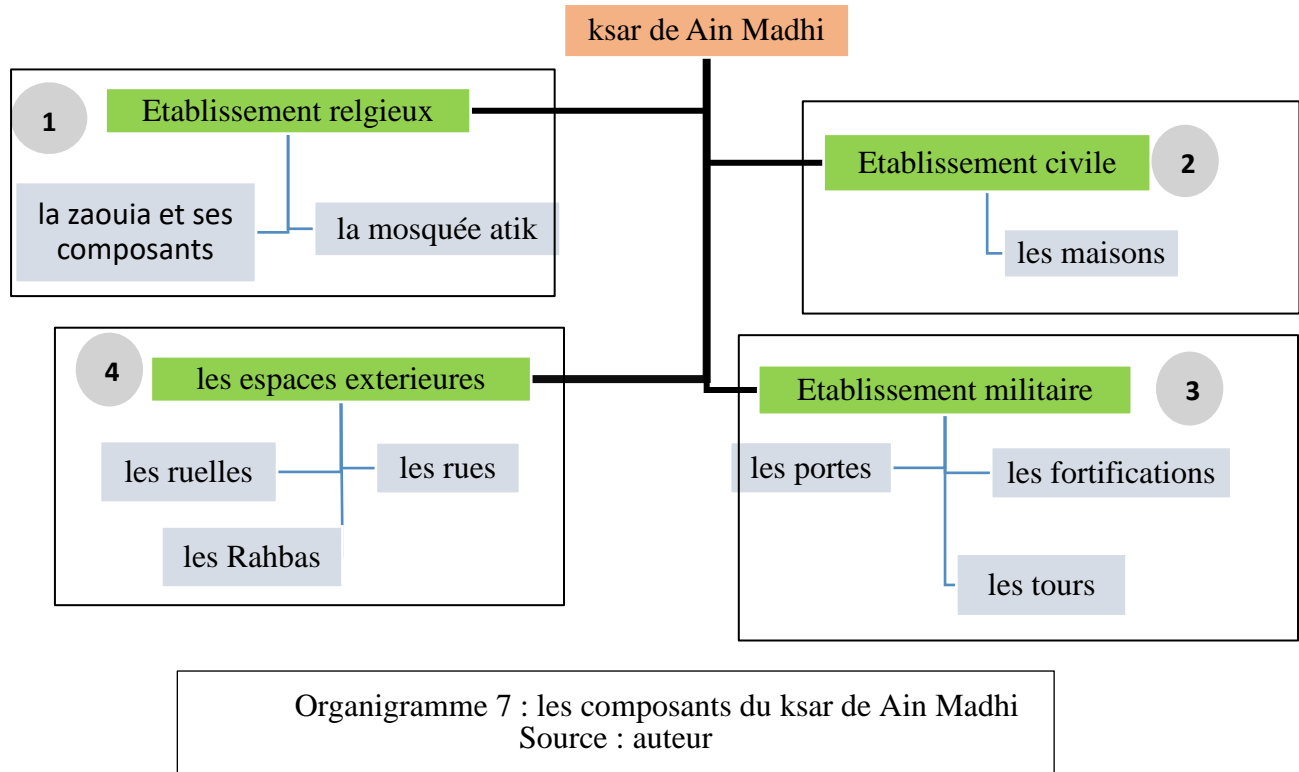 ksar de Ain Madhi
1
Etablissement relgieux
la zaouia et ses
composants
la mosquée atik
Etablissement civile
2
les maisons
4
les espaces exterieures
les ruelles
les rues
les Rahbas
Etablissement militaire
3
les portes
les fortifications
les tours
Organigramme 7 : les composants du ksar de Ain Madhi
Source : auteur